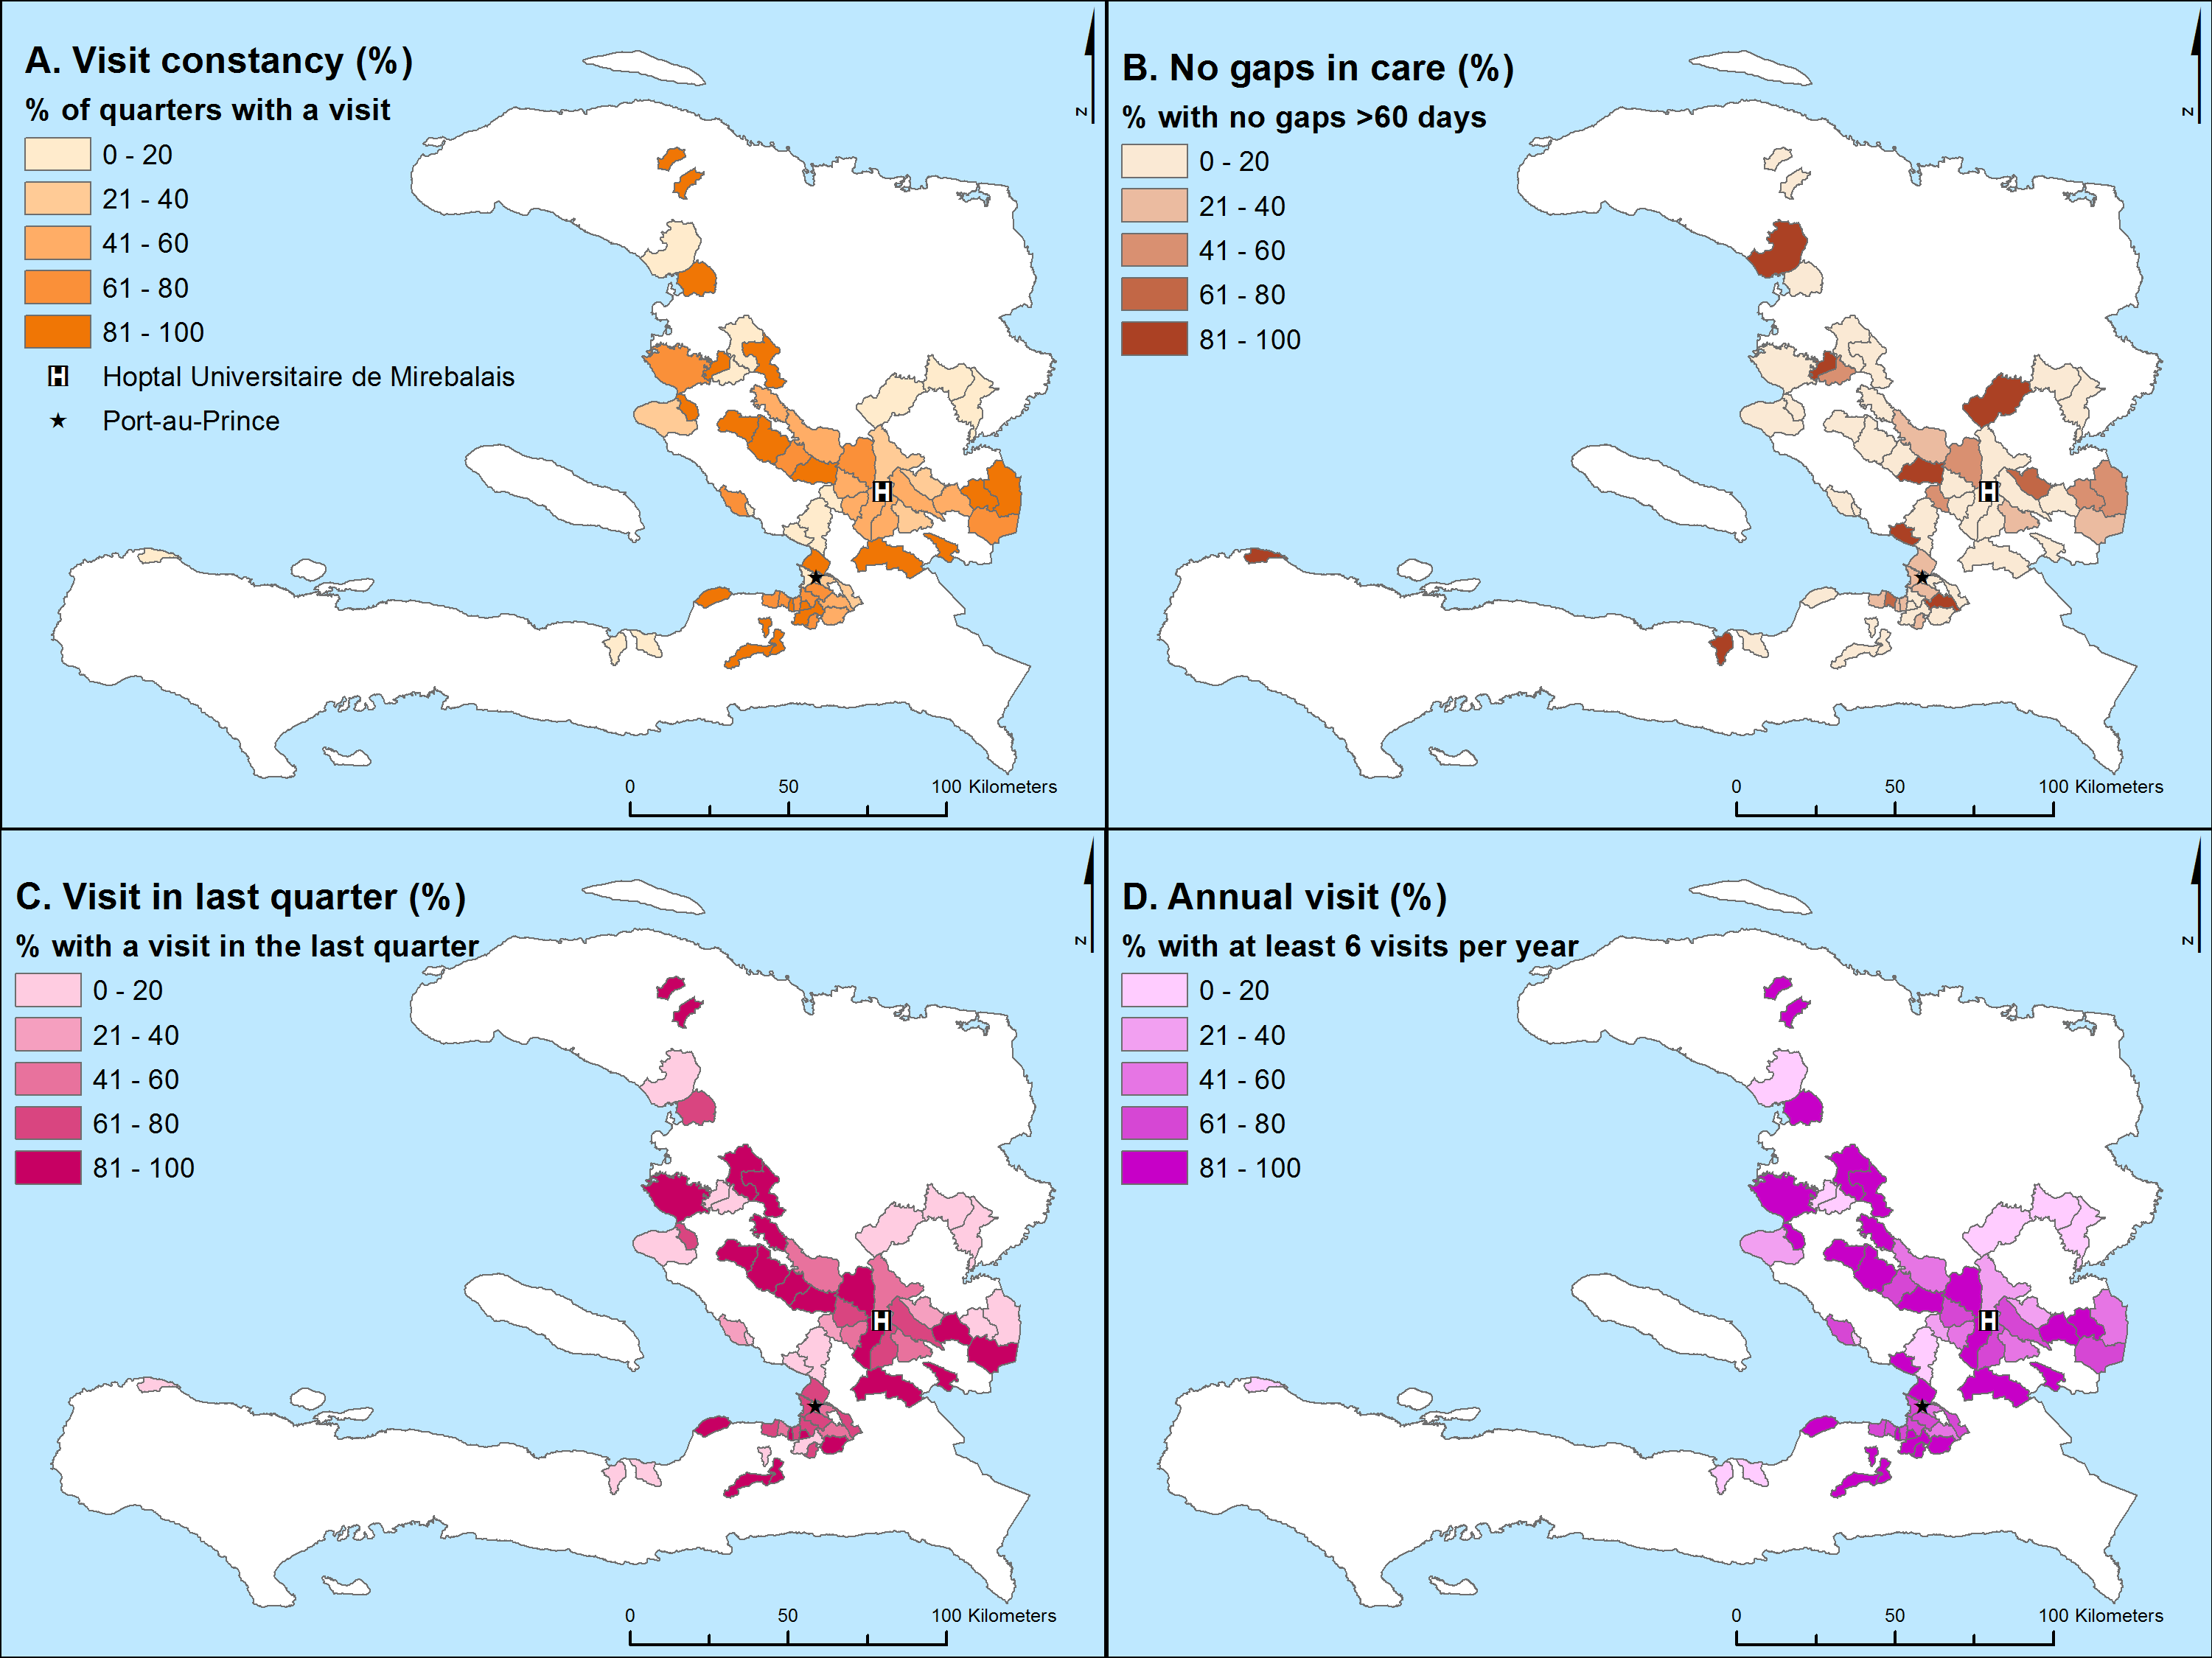 A. Visit constancy (%)
% of quarters with a visit
0 - 20
21 - 40
41 - 60
61 - 80
81 - 100
H Hoptal Universitaire de Mirebalais
Port-au-Prince
H
N
0 50 100 Kilometers
B. No gaps in care (%)
% with no gaps >60 days
0 - 20
21 - 40
41 - 60
61 - 80
81 - 100
H
N
0 50 100 Kilometers
C. Visit in last quarter (%)
% with a visit in the last quarter
0 - 20
21 - 40
41 - 60
61 - 80
81 - 100
H
N
0 50 100 Kilometers
D. Annual visit (%)
% with at least 6 visits per year
0 - 20
21 - 40
41 - 60
61 - 80
81 - 100
H
N
0 50 100 Kilometers